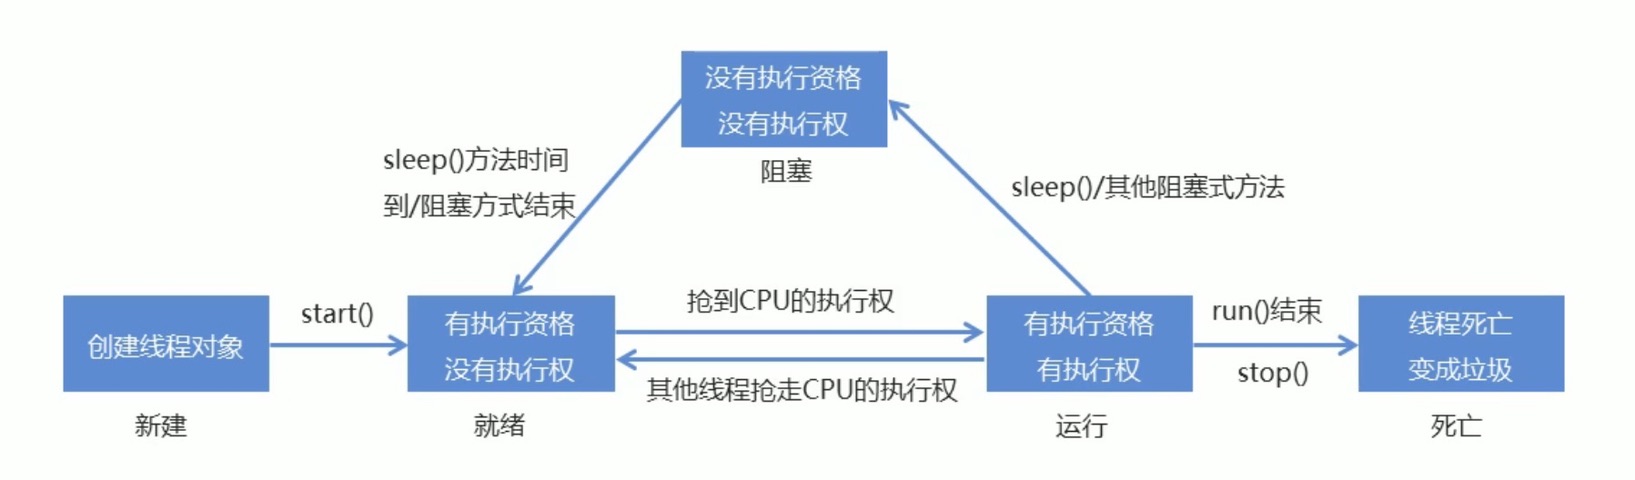 没有执行资格
没有执行权
阻塞
sleep()方法时间
到/阻塞方式结束
sleep()/其他阻塞式方法
创建线程对象
新建
start()
有执行资格
没有执行权
就绪
抢到CPU的执行权
其他线程抢走CPU的执行权
有执行资格
有执行权
运行
run()结束
stop()
线程死亡
变成垃圾
死亡